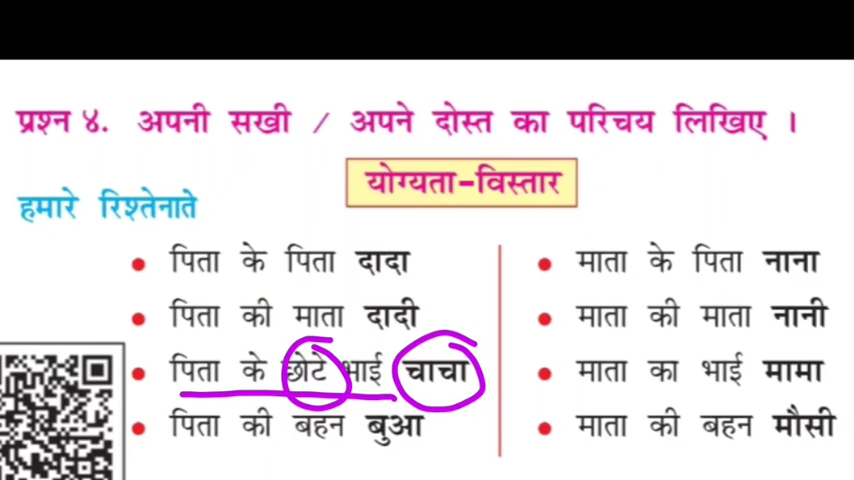 प्रश्न ४. अपनी सखी / अपने दोस्त का परिचय लिखिए ।
योग्यता-विस्तार
हमारे रिश्तेनाते
• पिता के पिता दादा
• पिता की माता दादी
• पिता के छोटे भाई चाचा
• पिता की बहन बुआ
• माता के पिता नाना
• माता की माता नानी
• माता का भाई मामा
• माता की बहन मौसी